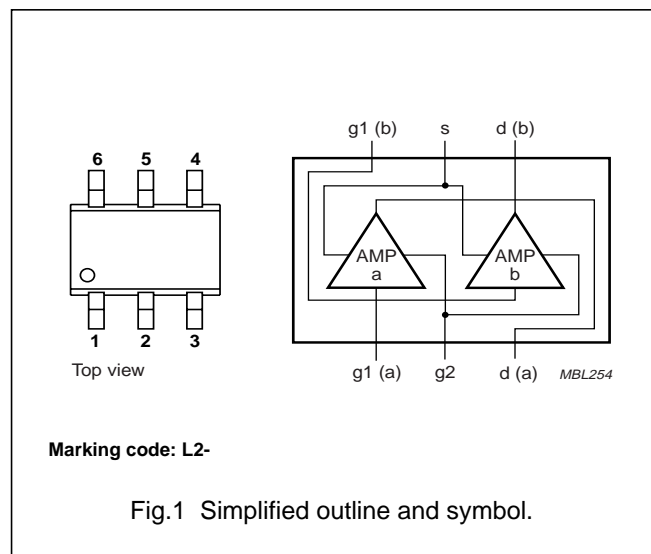 6 5 4
1 2 3
Top view
g1 (b) s d (b)
AMP
a
AMP
b
g1 (a) g2 d (a)
MBL254
Marking code: L2-
Fig.1 Simplified outline and symbol.